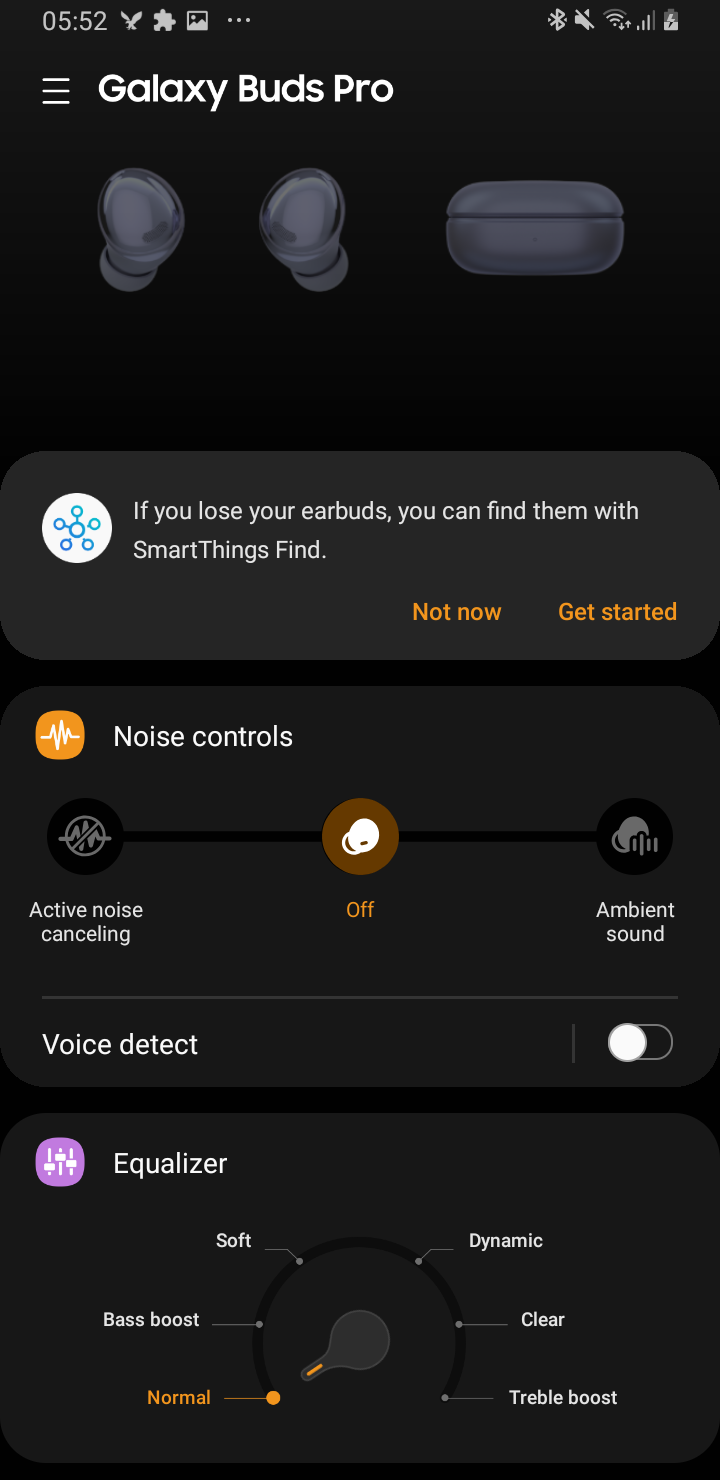 05:52
Galaxy Buds Pro
If you lose your earbuds, you can find them with
SmartThings Find.
Not now Get started
Noise controls
Active noise
canceling
Off
Ambient
sound
Voice detect
Equalizer
Soft
Dynamic
Bass boost
Clear
Normal
Treble boost